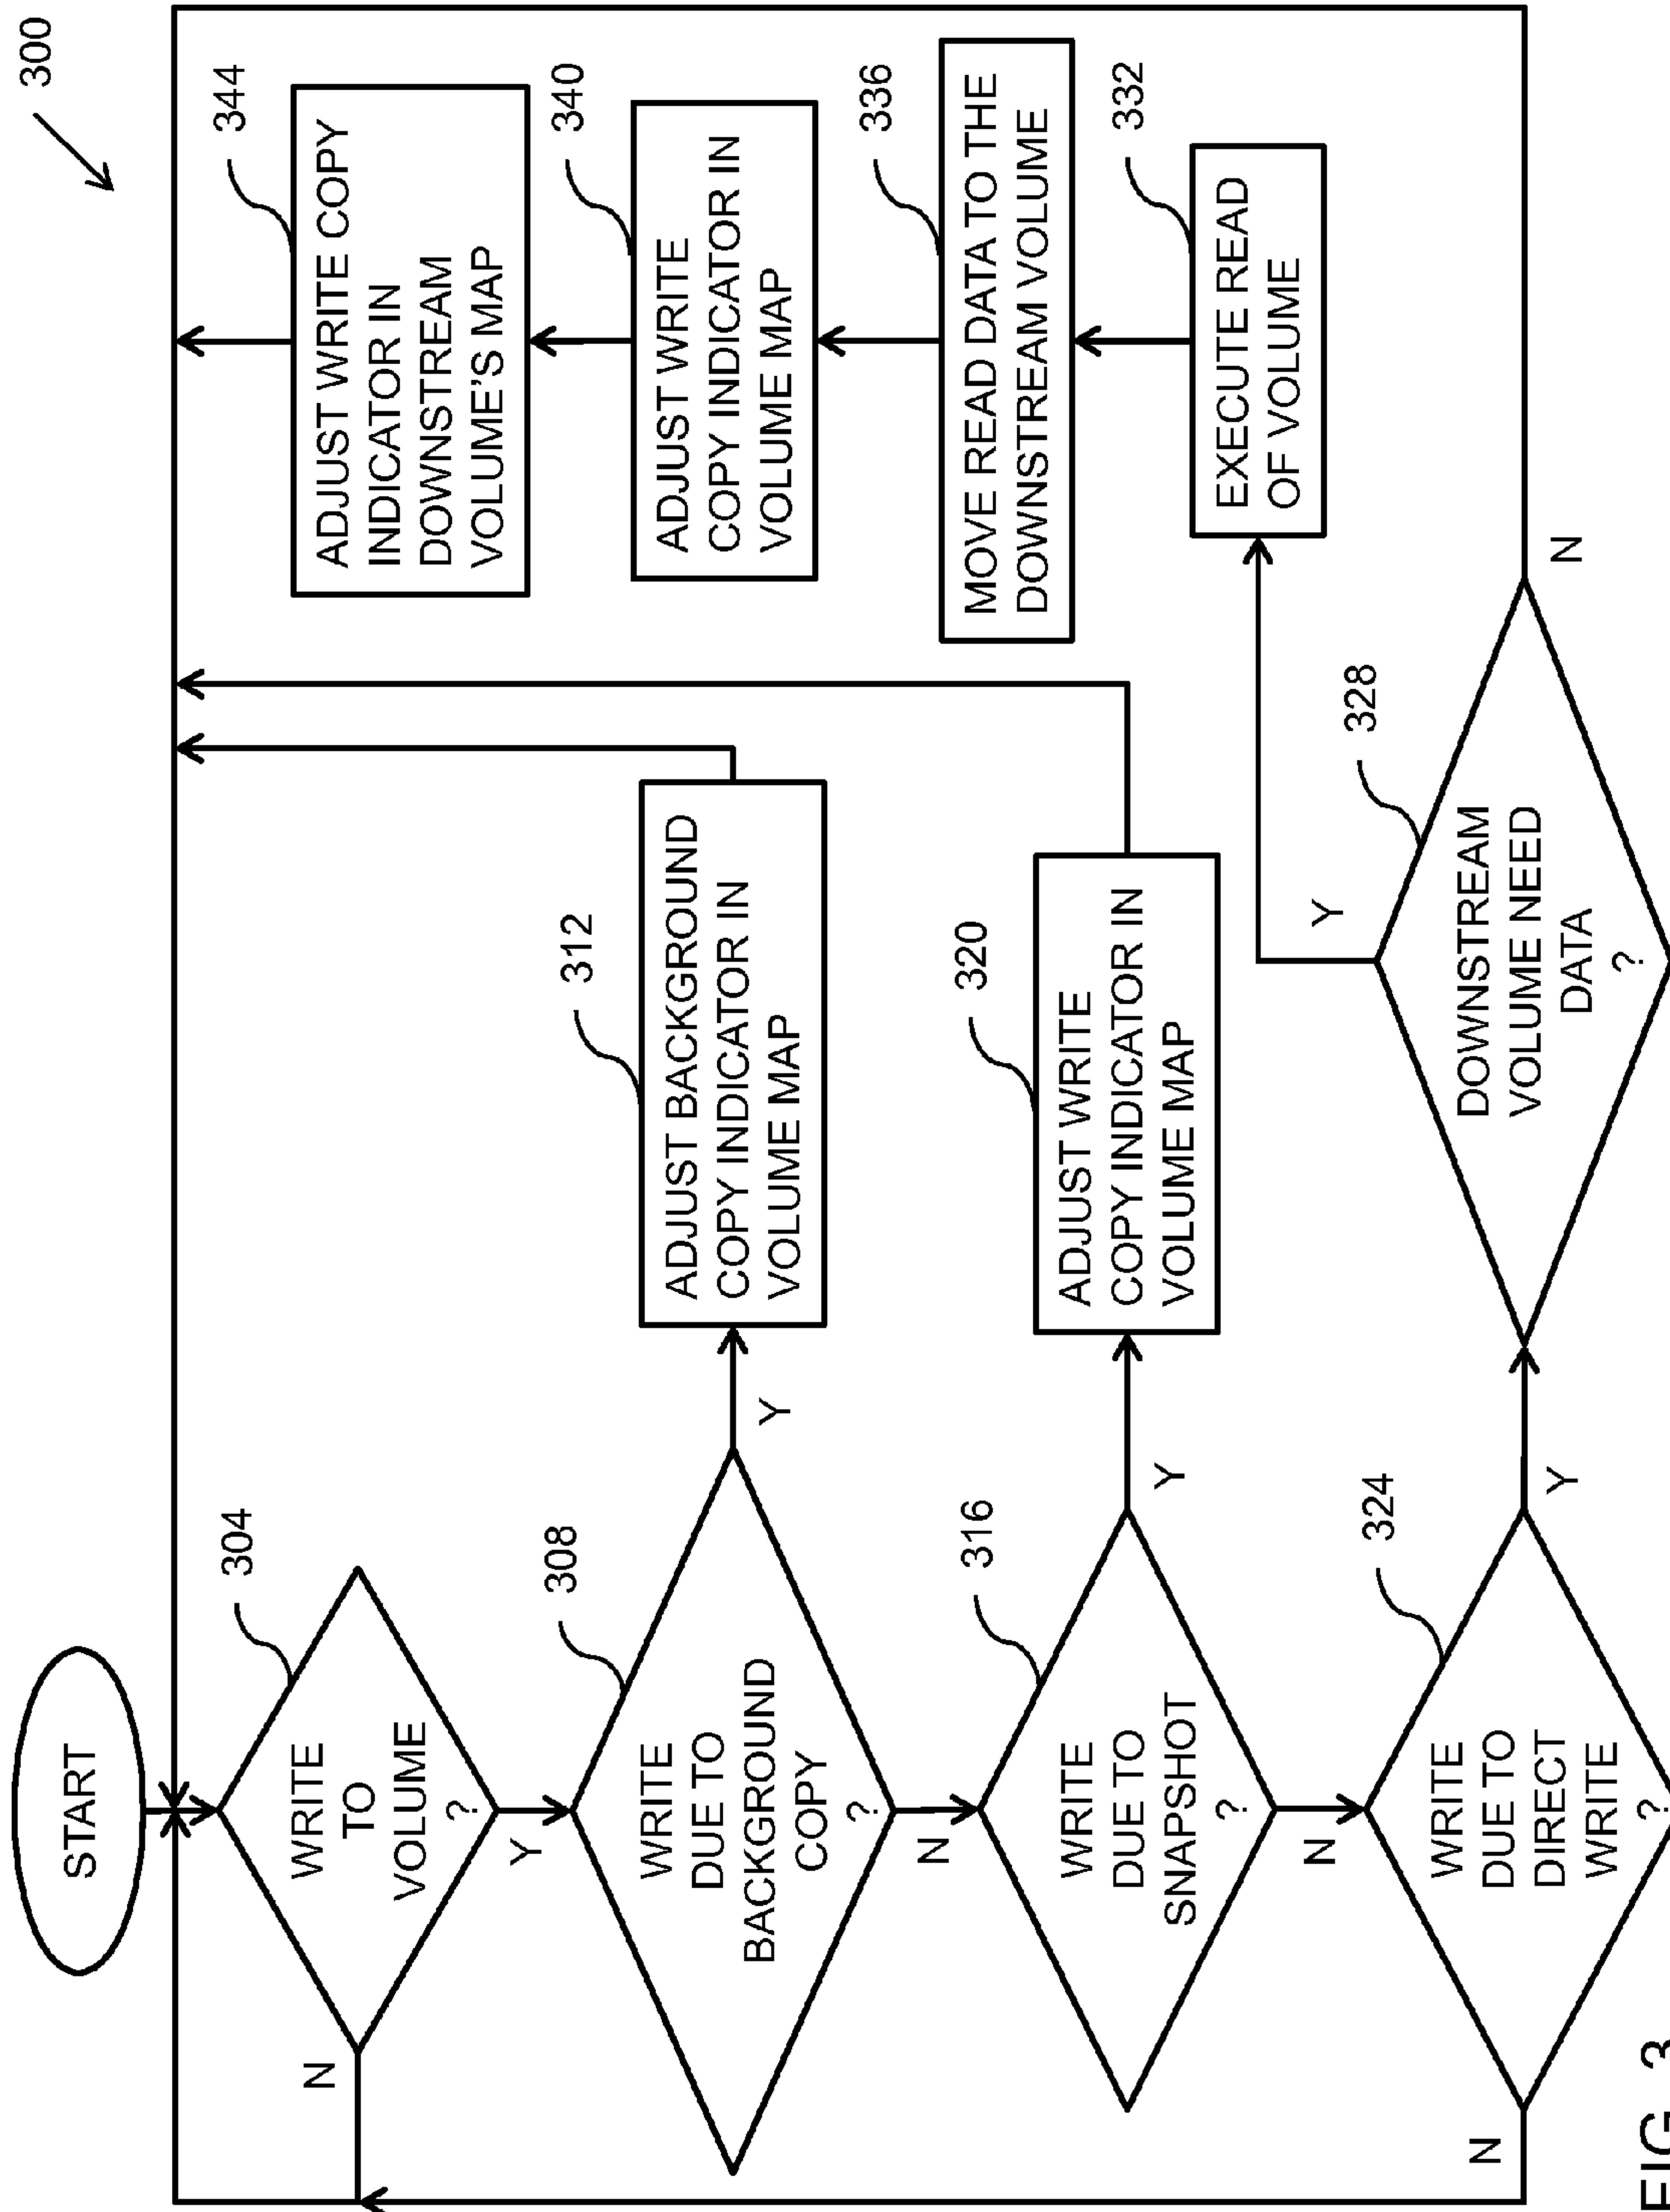 300
START
304
WRITE
TO
VOLUME
?
N
Y
308
WRITE
DUE TO
BACKGROUND
COPY
?
Y
N
312
ADJUST BACKGROUND
COPY INDICATOR IN
VOLUME MAP
316
WRITE
DUE TO
SNAPSHOT
?
Y
N
320
ADJUST WRITE
COPY INDICATOR IN
VOLUME MAP
324
WRITE
DUE TO
DIRECT
WRITE
?
Y
N
328
DOWNSTREAM
VOLUME NEED
DATA
?
Y
N
332
EXECUTE READ
OF VOLUME
336
MOVE READ DATA TO THE
DOWNSTREAM VOLUME
340
ADJUST WRITE
COPY INDICATOR IN
VOLUME MAP
344
ADJUST WRITE COPY
INDICATOR IN
DOWNSTREAM
VOLUME'S MAP
FIG. 3